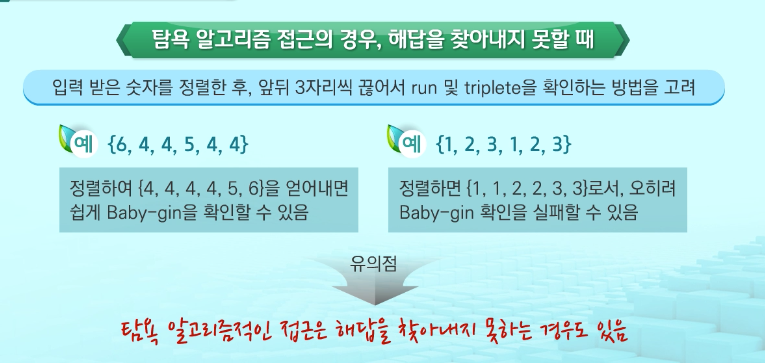 탐욕 알고리즘 접근의 경우, 해답을 찾아내지 못할 때
입력 받은 숫자를 정렬한 후, 앞뒤 3자리씩 끊어서 run 및 triplete을 확인하는 방법을 고려
예 {6, 4, 4, 5, 4, 4}
정렬하여 {4, 4, 4, 4, 5, 6}을 얻어내면
쉽게 Baby-gin을 확인할 수 있음
예 {1, 2, 3, 1, 2, 3}
정렬하면 {1, 1, 2, 2, 3, 3}로서, 오히려
Baby-gin 확인을 실패할 수 있음
유의점
탐욕 알고리즘적인 접근은 해답을 찾아내지 못하는 경우도 있음